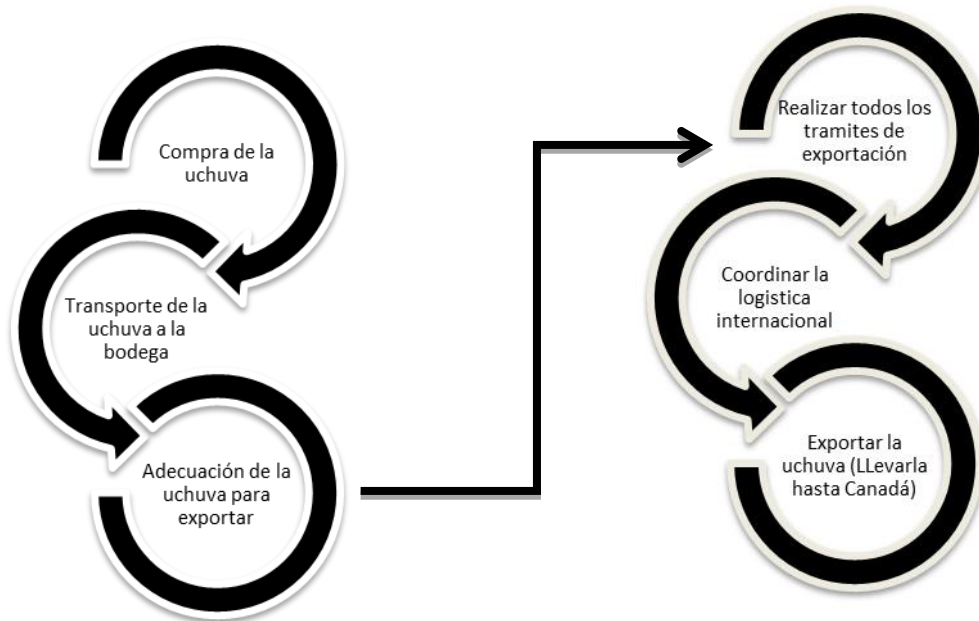 Compra de la
uchuva
Transporte de la
uchuva a la
bodega
Adecuación de la
uchuva para
exportar
Realizar todos los
tramites de
exportación
Coordinar la
logistica
internacional
Exportar la
uchuva (LLevarla
hasta Canadá)